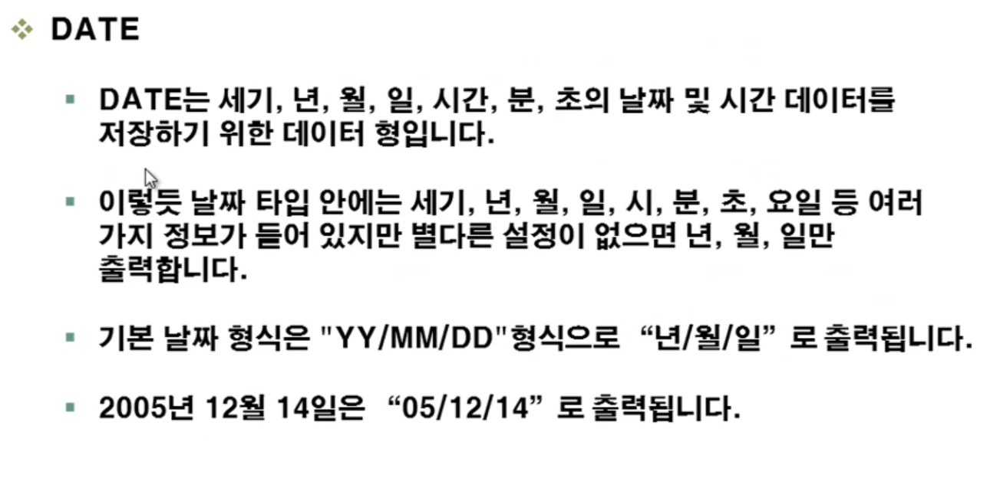 DATE
DATE는 세기, 년, 월, 일, 시간, 분, 초의 날짜 및 시간 데이터를
저장하기 위한 데이터 형입니다.
이렇듯 날짜 타입 안에는 세기, 년, 월, 일, 시, 분, 초, 요일 등 여러
가지 정보가 들어 있지만 별다른 설정이 없으면 년, 월, 일만
출력합니다.
기본 날짜 형식은 "YY/MM/DD"형식으로 “년/월/일” 로 출력됩니다.
2005년 12월 14일은 “05/12/14” 로 출력됩니다.